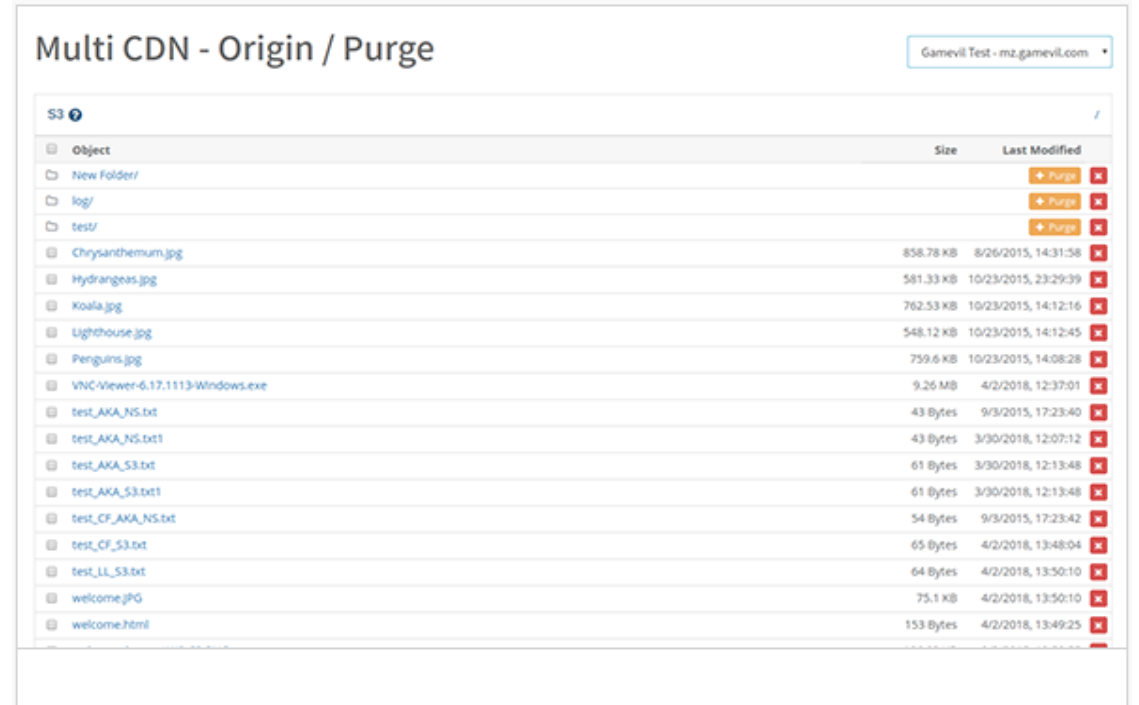 Multi CDN - Origin / Purge
Gamevil Test - mz.gamevil.com
S3 ?
/
Object Size Last Modified
New Folder/ + Purge x
log/ + Purge x
test/ + Purge x
Chrysanthemum.jpg 858.78 KB 8/26/2015, 14:31:58 x
Hydrangeas.jpg 581.33 KB 10/23/2015, 23:29:39 x
Koala.jpg 762.53 KB 10/23/2015, 14:12:16 x
Lighthouse.jpg 548.12 KB 10/23/2015, 14:12:45 x
Penguins.jpg 759.6 KB 10/23/2015, 14:08:28 x
VNC-Viewer-6.17.1113-Windows.exe 9.26 MB 4/2/2018, 12:37:01 x
test_AKA_NS.txt 43 Bytes 9/3/2015, 17:23:40 x
test_AKA_NS.txt1 43 Bytes 3/30/2018, 12:07:12 x
test_AKA_S3.txt 61 Bytes 3/30/2018, 12:13:48 x
test_AKA_S3.txt1 61 Bytes 3/30/2018, 12:13:48 x
test_CF_AKA_NS.txt 54 Bytes 9/3/2015, 17:23:42 x
test_CF_S3.txt 65 Bytes 4/2/2018, 13:48:04 x
test_LL_S3.txt 64 Bytes 4/2/2018, 13:50:10 x
welcome.JPG 75.1 KB 4/2/2018, 13:50:10 x
welcome.html 153 Bytes 4/2/2018, 13:49:25 x